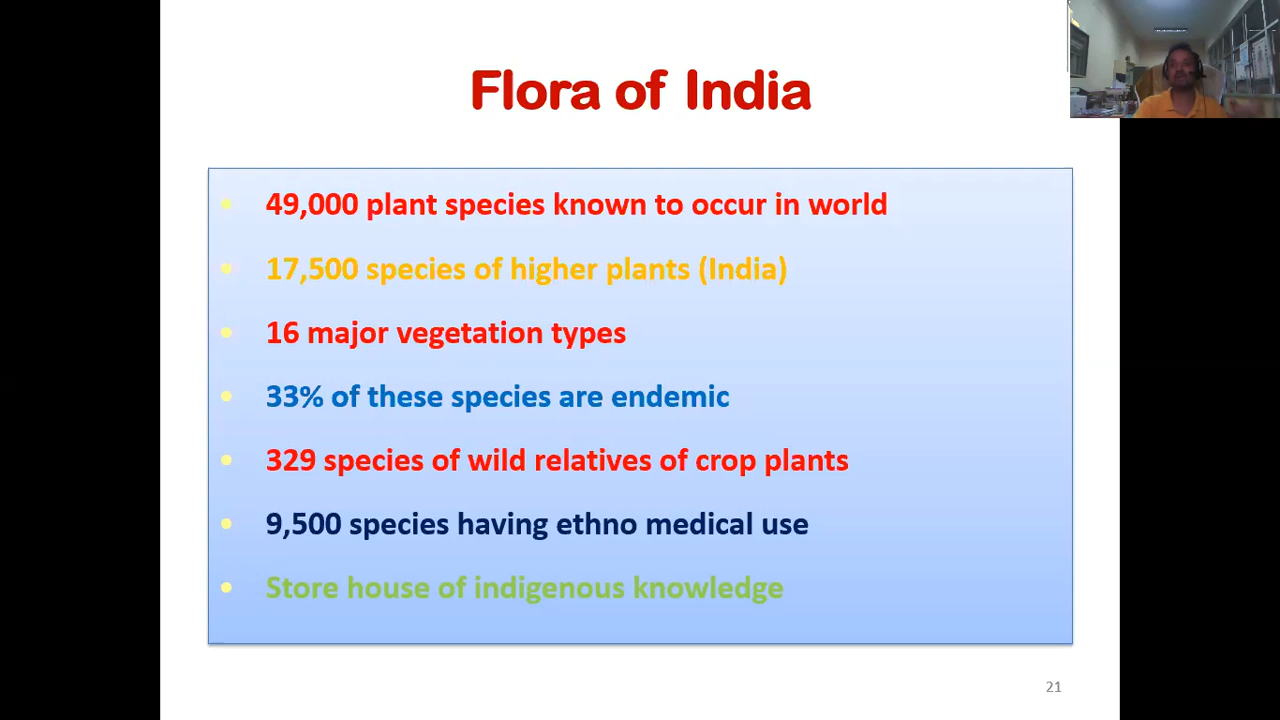 Flora of India
• 49,000 plant species known to occur in world
• 17,500 species of higher plants (India)
• 16 major vegetation types
• 33% of these species are endemic
• 329 species of wild relatives of crop plants
• 9,500 species having ethno medical use
• Store house of indigenous knowledge
21